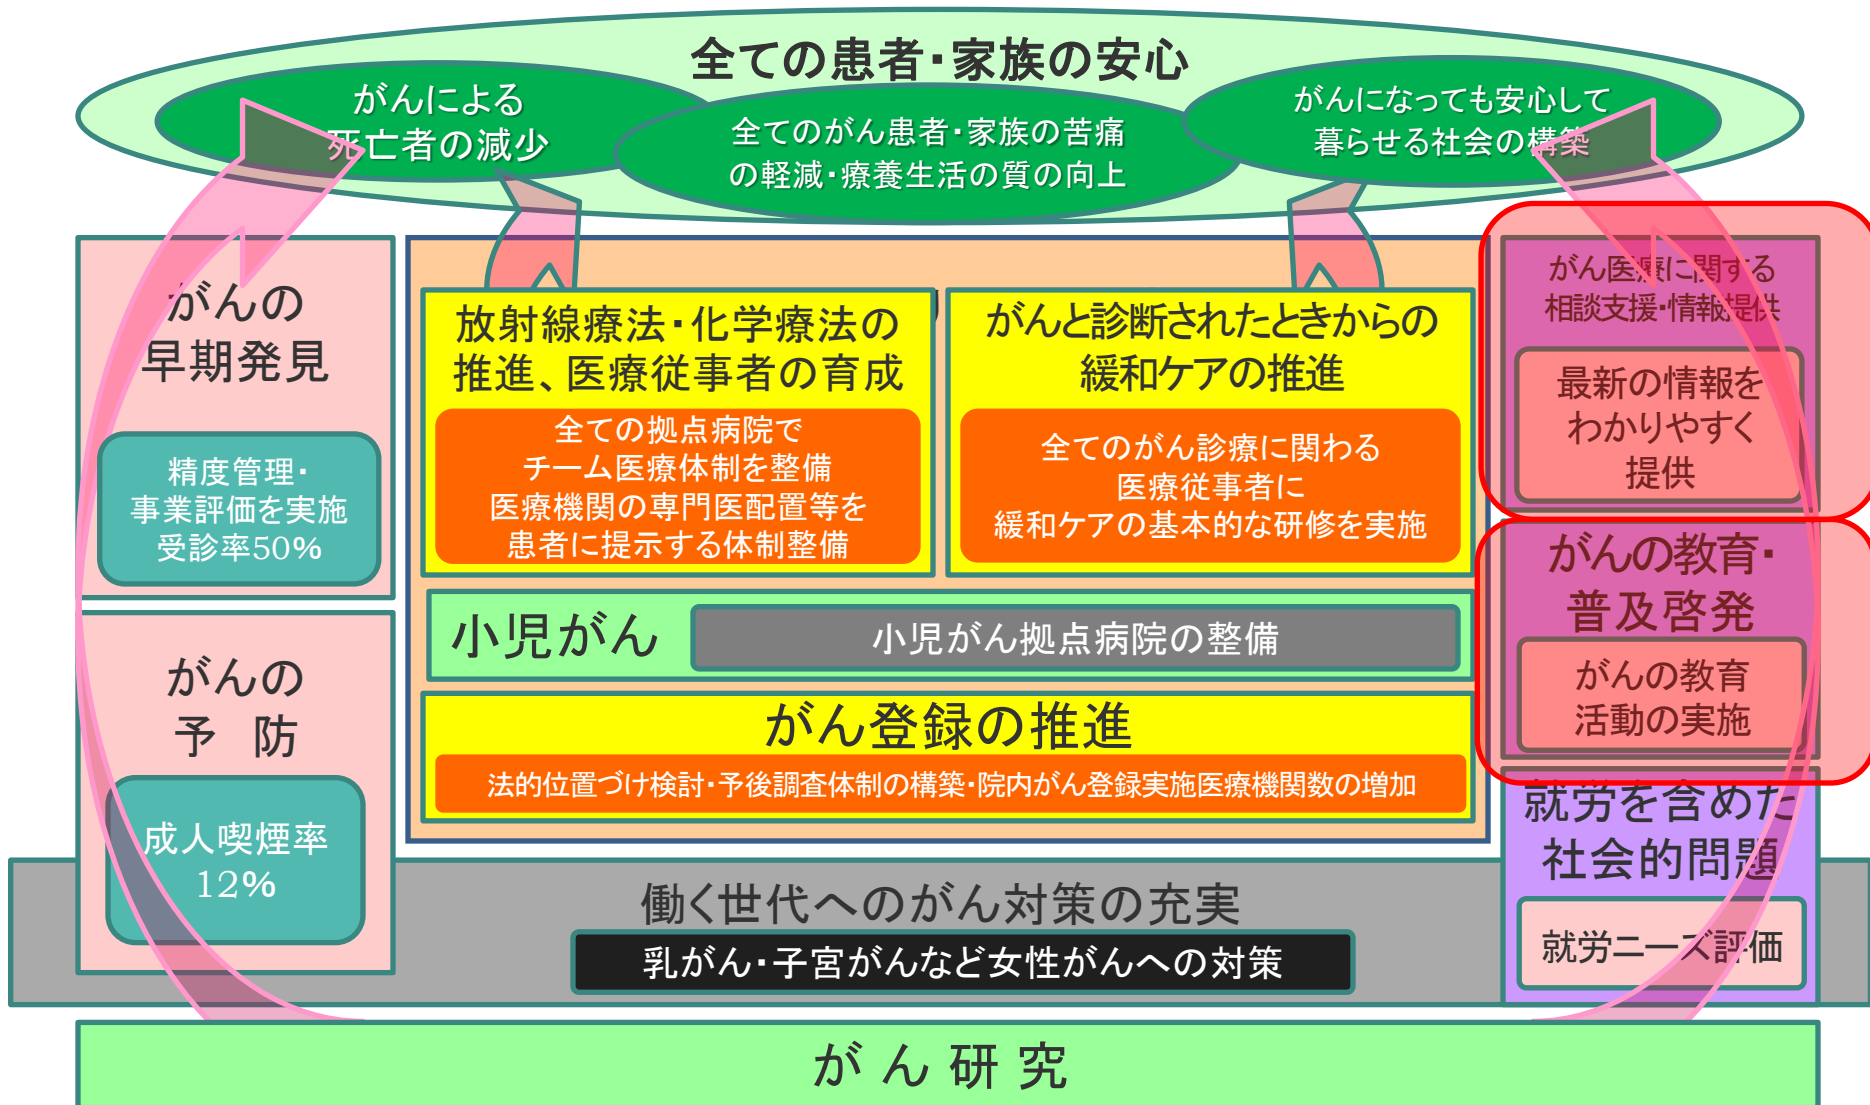 全ての患者・家族の安心
がんによる
死亡者の減少
全てのがん患者・家族の苦痛
の軽減・療養生活の質の向上
がんになっても安心して
暮らせる社会の構築
がんの
早期発見
精度管理・
事業評価を実施
受診率50%
がんの
予　防
成人喫煙率
12%
放射線療法・化学療法の
推進、医療従事者の育成
全ての拠点病院で
チーム医療体制を整備
医療機関の専門医配置等を
患者に提示する体制整備
がんと診断されたときからの
緩和ケアの推進
全てのがん診療に関わる
医療従事者に
緩和ケアの基本的な研修を実施
小児がん
小児がん拠点病院の整備
がん登録の推進
法的位置づけ検討・予後調査体制の構築・院内がん登録実施医療機関数の増加
がん医療に関する
相談支援・情報提供
最新の情報を
わかりやすく
提供
がんの教育・
普及啓発
がんの教育
活動の実施
就労を含めた
社会的問題
就労ニーズ評価
働く世代へのがん対策の充実
乳がん・子宮がんなど女性がんへの対策
がん研究